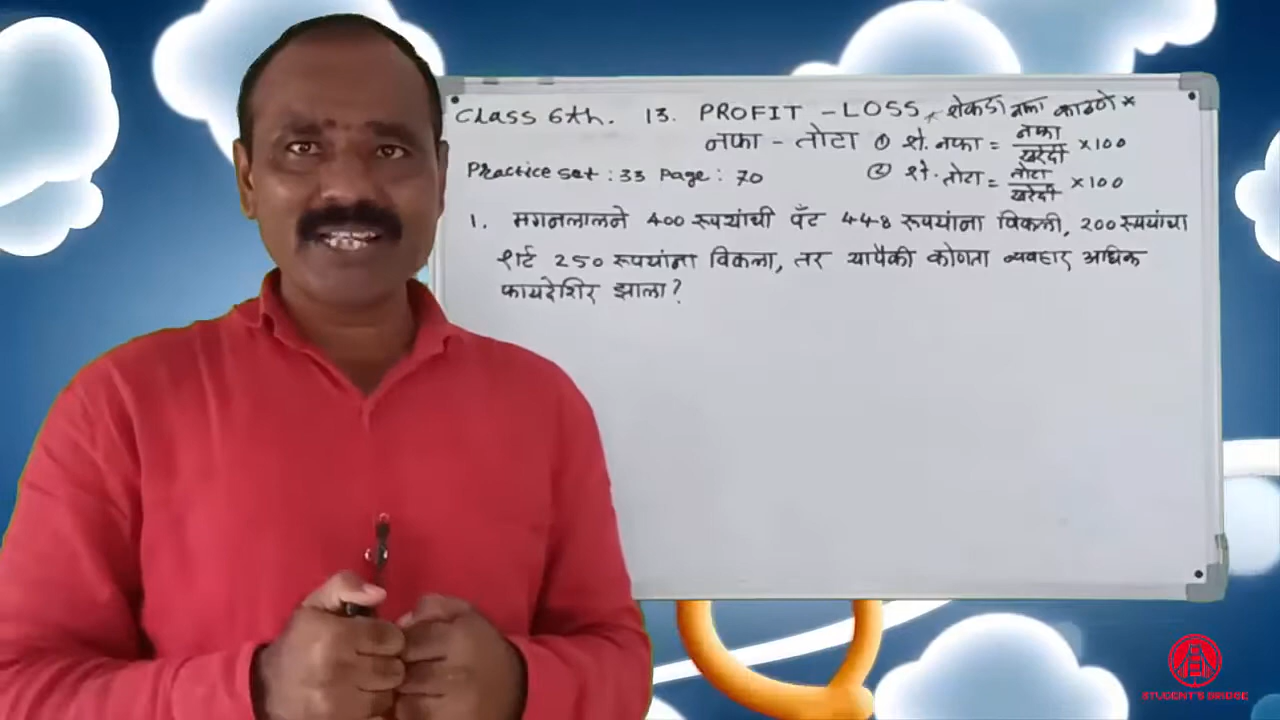 Class 6th. 13. PROFIT - LOSS * शेकडा नफा काढणे *
नफा - तोटा ① शे. नफा = नफा / खरेदी × 100
Practice set : 33 Page : 70 ② शे. तोटा = तोटा / खरेदी × 100
1. मगनलालने 400 रुपयांची पँट 448 रूपयांना विकली, 200 रूपयांचा
शर्ट 250 रूपयांना विकला, तर यापैकी कोणता व्यवहार अधिक
फायदेशिर झाला?
STUDENT'S BRIDGE